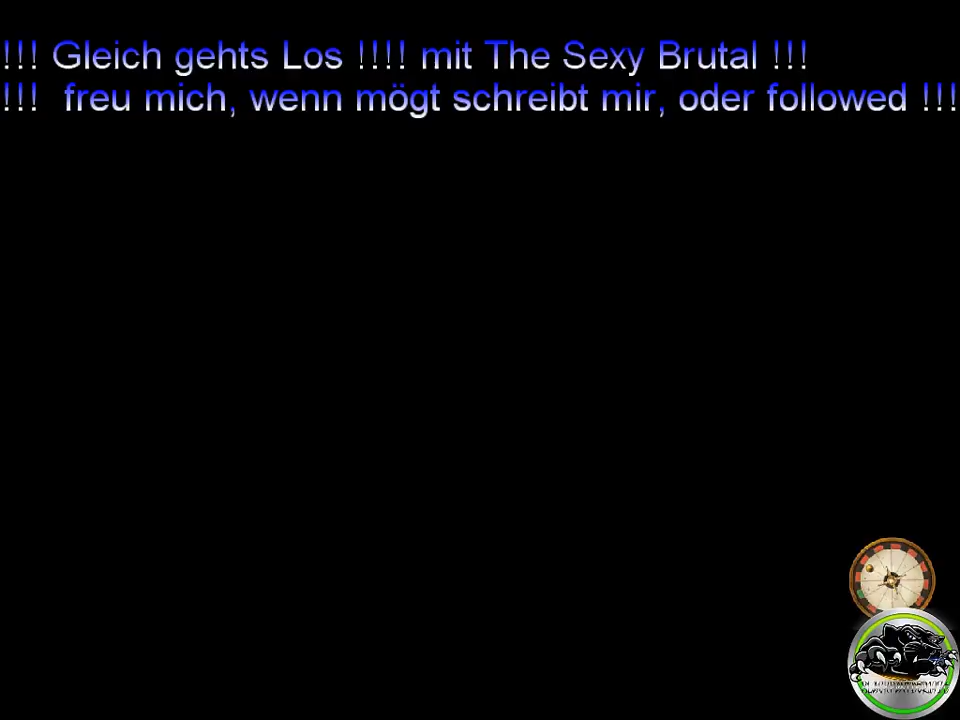 !!! Gleich gehts Los !!!! mit The Sexy Brutal !!!
!!!  freu mich, wenn mögt schreibt mir, oder followed !!!